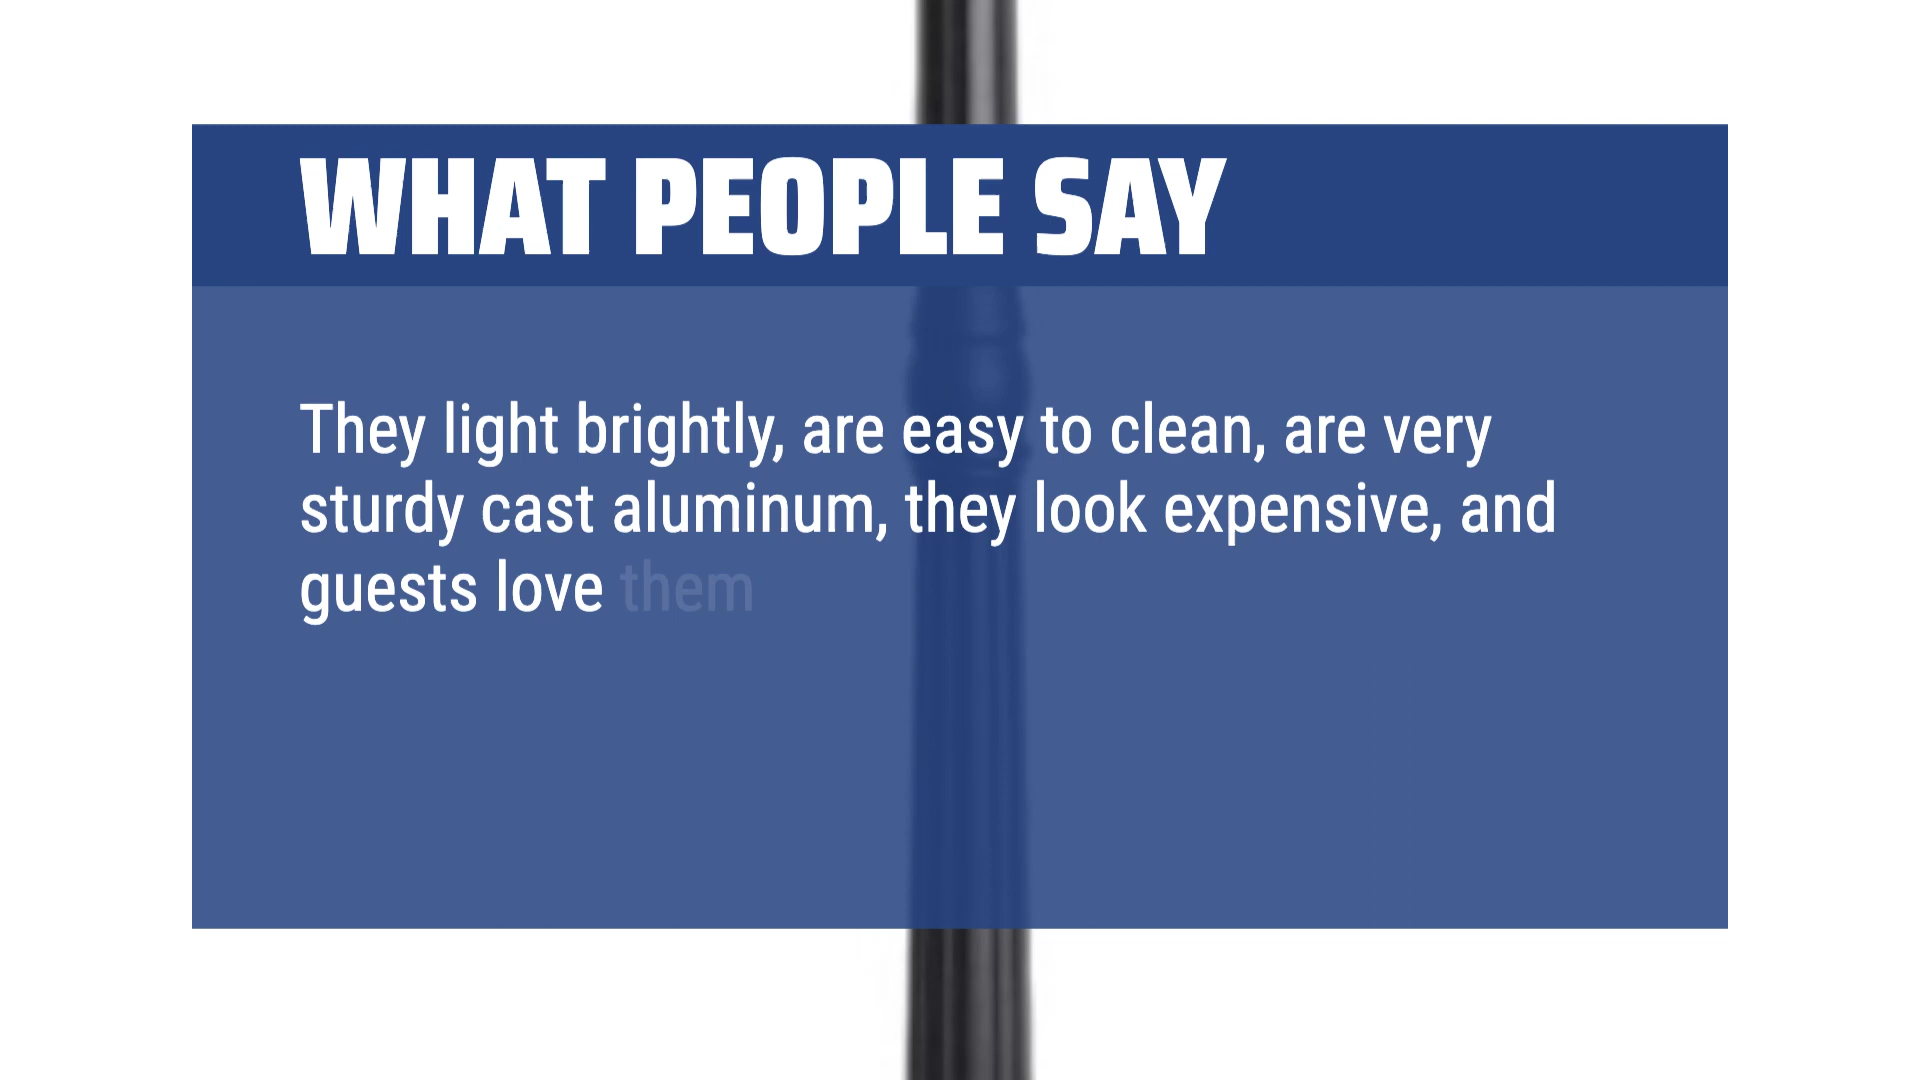 WHAT PEOPLE SAY
They light brightly, are easy to clean, are very
sturdy cast aluminum, they look expensive, and
guests love them